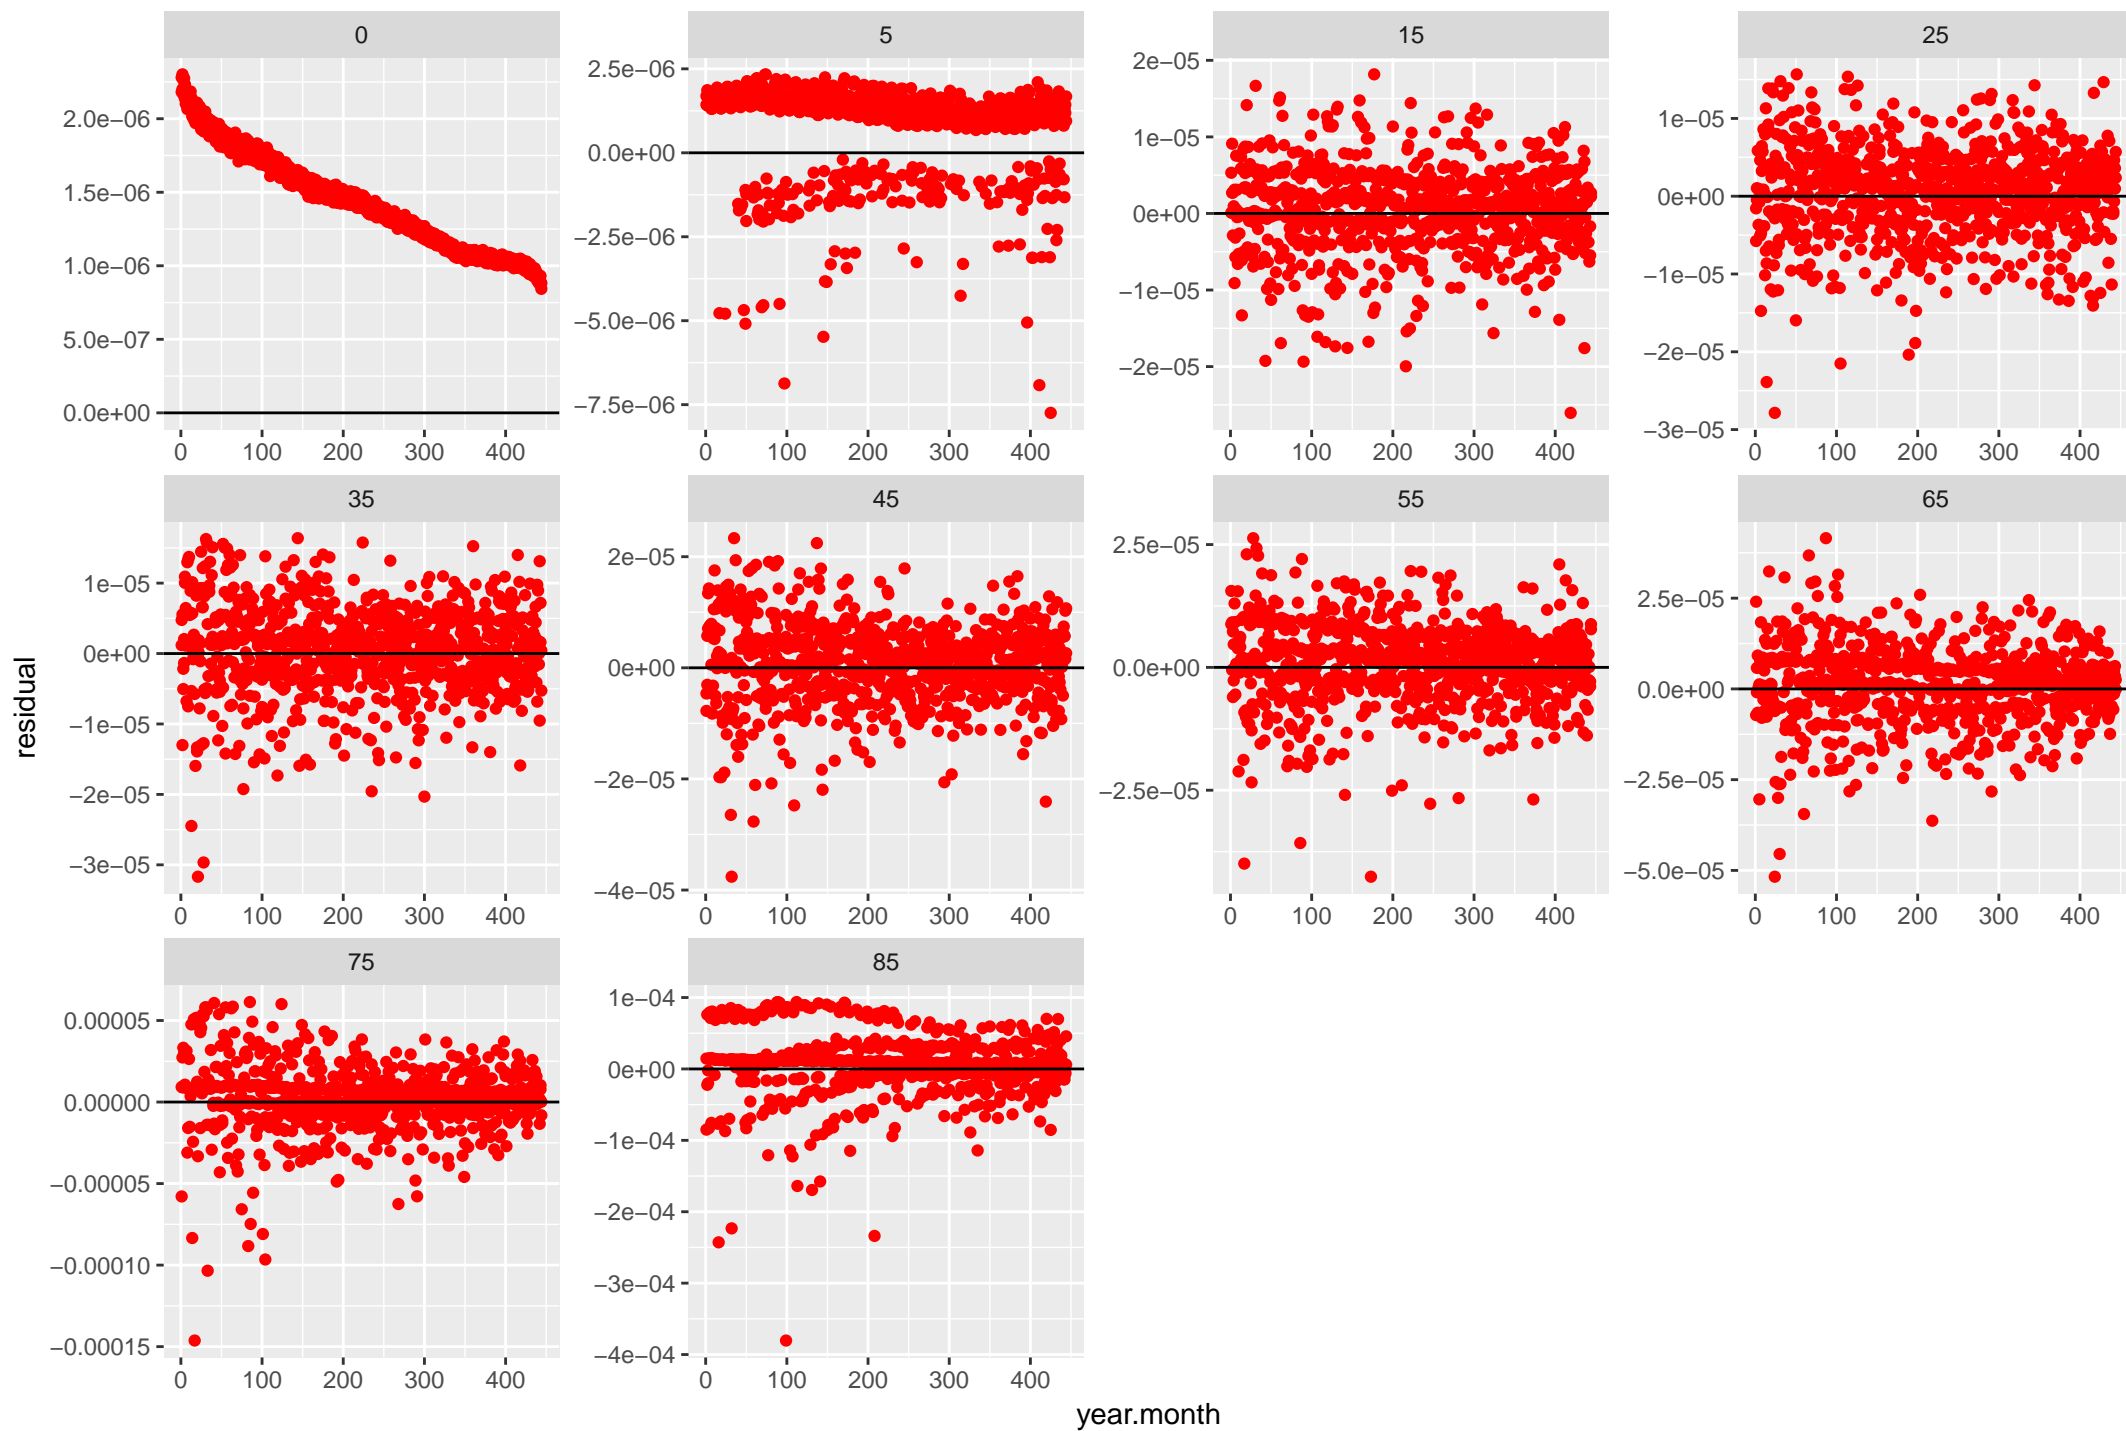 0 5 15 25
2.0e−06
1.5e−06
1.0e−06
5.0e−07
0.0e+00
0 100 200 300 400
2.5e−06
0.0e+00
−2.5e−06
−5.0e−06
−7.5e−06
0 100 200 300 400
2e−05
1e−05
0e+00
−1e−05
−2e−05
0 100 200 300 400
1e−05
0e+00
−1e−05
−2e−05
−3e−05
0 100 200 300 400
35 45 55 65
1e−05
0e+00
−1e−05
−2e−05
−3e−05
0 100 200 300 400
2e−05
0e+00
−2e−05
−4e−05
0 100 200 300 400
2.5e−05
0.0e+00
−2.5e−05
0 100 200 300 400
2.5e−05
0.0e+00
−2.5e−05
−5.0e−05
0 100 200 300 400
75 85
0.00005
0.00000
−0.00005
−0.00010
−0.00015
0 100 200 300 400
1e−04
0e+00
−1e−04
−2e−04
−3e−04
−4e−04
0 100 200 300 400
residual
year.month